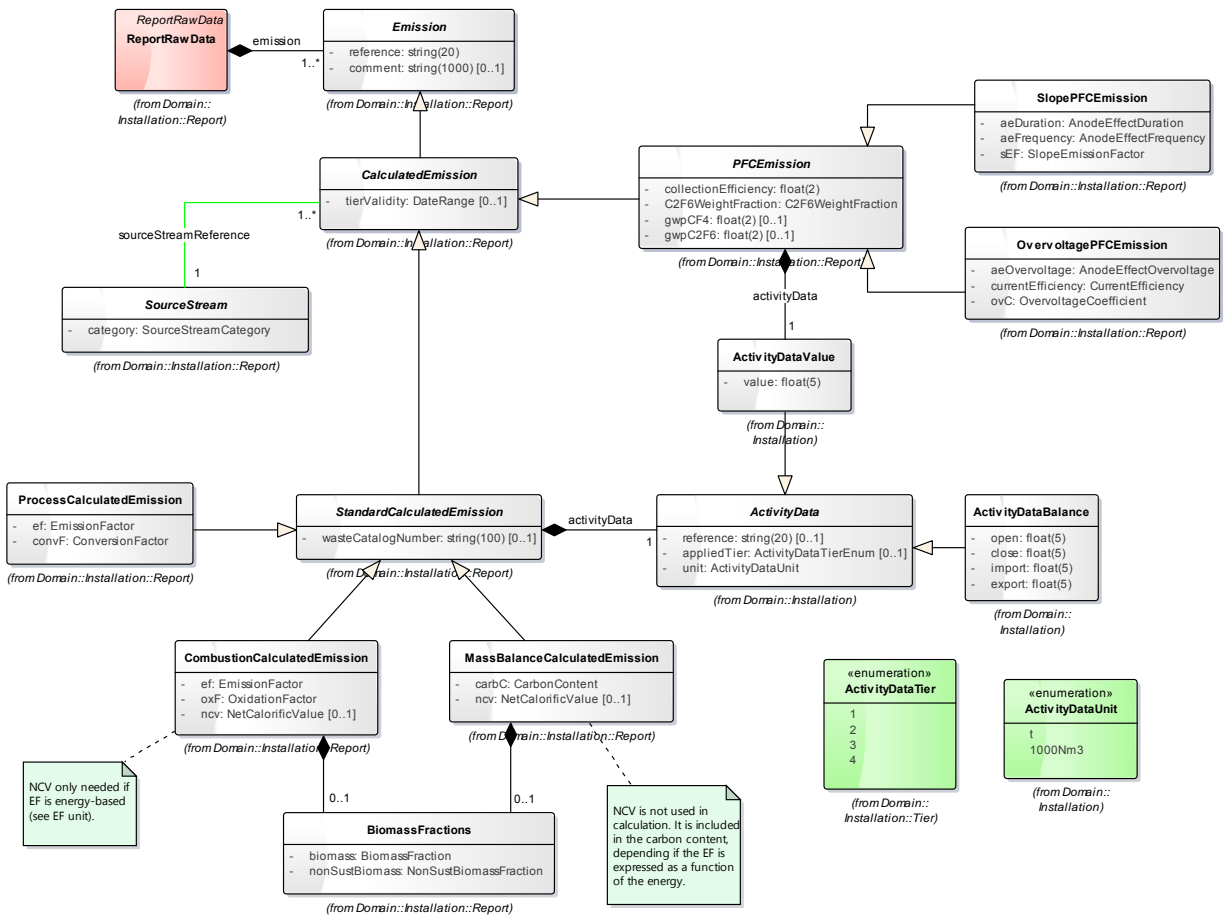 ReportRawData
ReportRawData
(from Domain::
Installation::Report)
emission
1..*
Emission
- reference: string(20)
- comment: string(1000) [0..1]
(from Domain::Installation::Report)
CalculatedEmission
- tierValidity: DateRange [0..1]
(from Domain::Installation::Report)
1..*
sourceStreamReference
1
SourceStream
- category: SourceStreamCategory
(from Domain::Installation::Report)
PFCEmission
- collectionEfficiency: float(2)
- C2F6WeightFraction: C2F6WeightFraction
- gwpCF4: float(2) [0..1]
- gwpC2F6: float(2) [0..1]
(from Domain::Installation::Report)
SlopePFCEmission
- aeDuration: AnodeEffectDuration
- aeFrequency: AnodeEffectFrequency
- sEF: SlopeEmissionFactor
(from Domain::Installation::Report)
OvervoltagePFCEmission
- aeOvervoltage: AnodeEffectOvervoltage
- currentEfficiency: CurrentEfficiency
- ovC: OvervoltageCoefficient
(from Domain::Installation::Report)
activityData
1
ActivityDataValue
- value: float(5)
(from Domain::
Installation)
ProcessCalculatedEmission
- ef: EmissionFactor
- convF: ConversionFactor
(from Domain::Installation::Report)
StandardCalculatedEmission
- wasteCatalogNumber: string(100) [0..1]
(from Domain::Installation::Report)
activityData
1
ActivityData
- reference: string(20) [0..1]
- appliedTier: ActivityDataTierEnum [0..1]
- unit: ActivityDataUnit
(from Domain::Installation)
ActivityDataBalance
- open: float(5)
- close: float(5)
- import: float(5)
- export: float(5)
(from Domain::
Installation)
CombustionCalculatedEmission
- ef: EmissionFactor
- oxF: OxidationFactor
- ncv: NetCalorificValue [0..1]
(from Domain::Installation::Report)
MassBalanceCalculatedEmission
- carbC: CarbonContent
- ncv: NetCalorificValue [0..1]
(from Domain::Installation::Report)
«enumeration»
ActivityDataTier
1
2
3
4
(from Domain::
Installation::Tier)
«enumeration»
ActivityDataUnit
t
1000Nm3
(from Domain::
Installation)
NCV only needed if
EF is energy-based
(see EF unit).
0..1
0..1
BiomassFractions
- biomass: BiomassFraction
- nonSustBiomass: NonSustBiomassFraction
(from Domain::Installation::Report)
NCV is not used in
calculation. It is included
in the carbon content,
depending if the EF is
expressed as a function
of the energy.